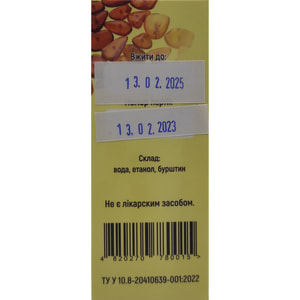 Вжити до:
13.02.2025
Номер партії:
13.02.2023
Склад:
вода, етанол, бурштин
Не є лікарським засобом.
4 820270 780015 >
ТУ У 10.8-20410639-001:2022